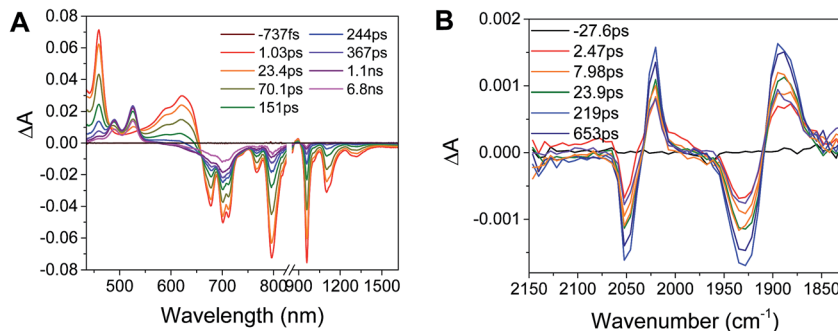 A
ΔA
0.08
0.06
0.04
0.02
0.00
-0.02
-0.04
-0.06
-0.08
-737fs
1.03ps
23.4ps
70.1ps
151ps
244ps
367ps
1.1ns
6.8ns
500
600
700
800
900
1200
1500
Wavelength (nm)
B
ΔA
0.002
0.001
0.000
-0.001
-27.6ps
2.47ps
7.98ps
23.9ps
219ps
653ps
2150
2100
2050
2000
1950
1900
1850
Wavenumber (cm⁻¹)